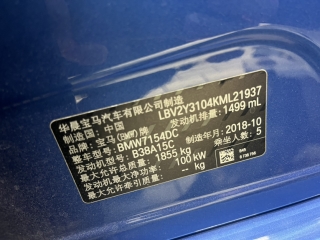 华晨宝马汽车有限公司制造
制造国: 中国 LBV2Y3104KML21937
品牌: 宝马(BMW)牌 发动机排量: 1499 mL
整车型号: BMW7154DC
发动机型号: B38A15C 制造年月: 2018-10
最大允许总质量: 1855 kg 乘坐人数: 5
发动机最大净功率: 100 kW
最大允许牵引质量: -- kg